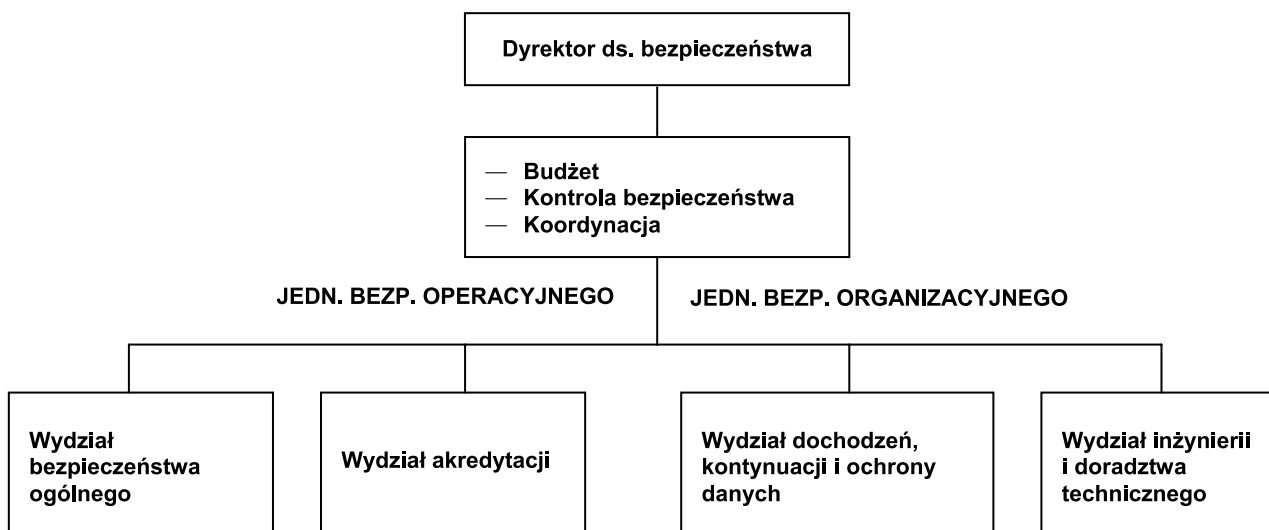 Dyrektor ds. bezpieczeństwa
— Budżet
— Kontrola bezpieczeństwa
— Koordynacja
JEDN. BEZP. OPERACYJNEGO
JEDN. BEZP. ORGANIZACYJNEGO
Wydział
bezpieczeństwa
ogólnego
Wydział akredytacji
Wydział dochodzeń,
kontynuacji i ochrony
danych
Wydział inżynierii
i doradztwa
technicznego